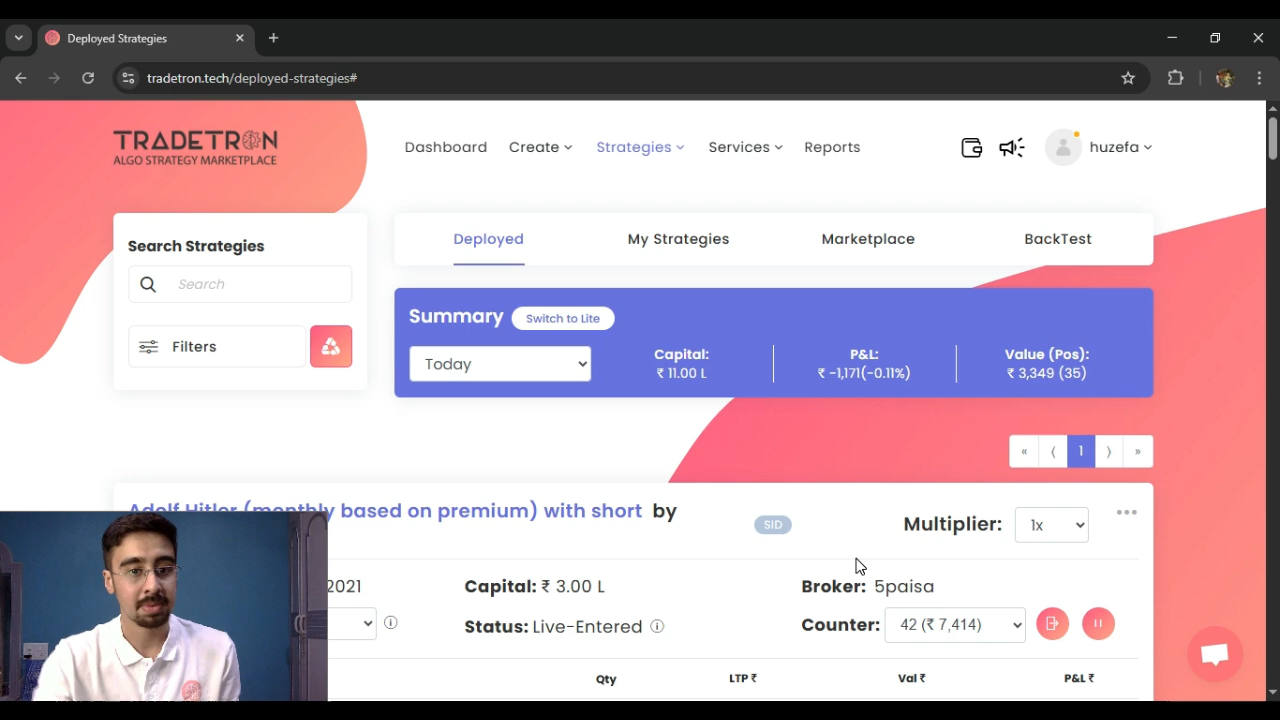 Deployed Strategies
tradetron.tech/deployed-strategies#
TRADETRON
ALGO STRATEGY MARKETPLACE
Dashboard Create Strategies Services Reports huzefa
Search Strategies
Search
Filters
Deployed My Strategies Marketplace BackTest
Summary Switch to Lite
Today
Capital: P&L: Value (Pos):
₹ 11.00 L ₹ -1,171(-0.11%) ₹ 3,349 (35)
« ⟨ 1 ⟩ »
Adolf Hitler (monthly based on premium) with short by
SID
Multiplier: 1x
2021 Capital: ₹ 3.00 L Broker: 5paisa
Status: Live-Entered Counter: 42 (₹ 7,414)
Qty LTP ₹ Val ₹ P&L ₹